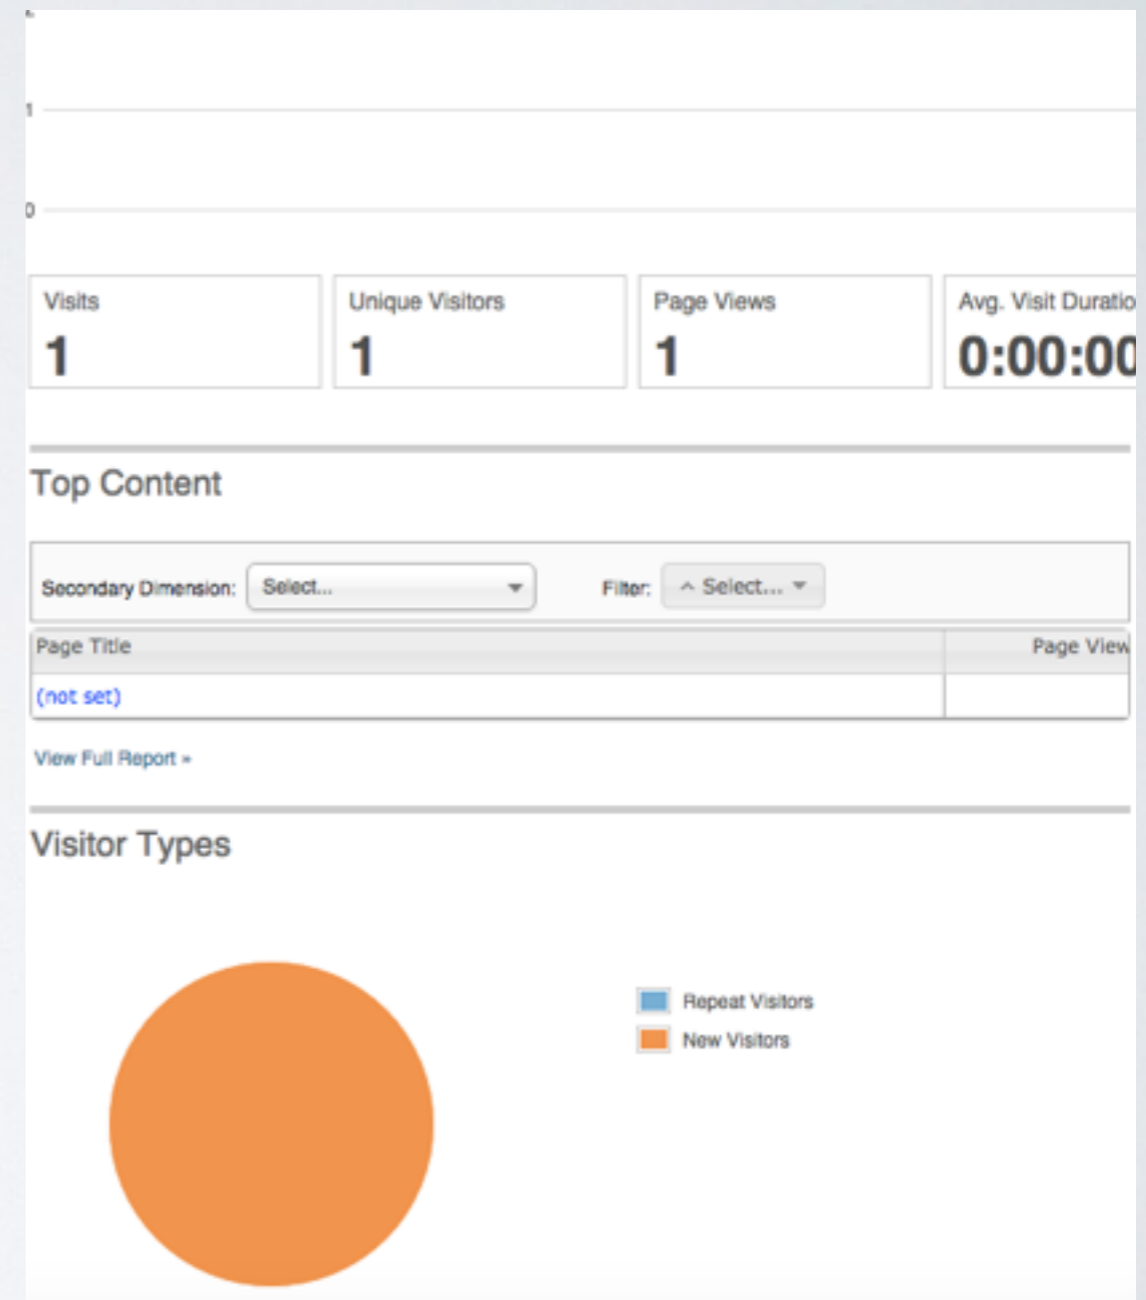 1
0
Visits
Unique Visitors
Page Views
Avg. Visit Duratio
1
1
1
0:00:00
Top Content
Secondary Dimension:
Select...
Filter:
^ Select...
Page Title
Page View
(not set)
View Full Report »
Visitor Types
Repeat Visitors
New Visitors